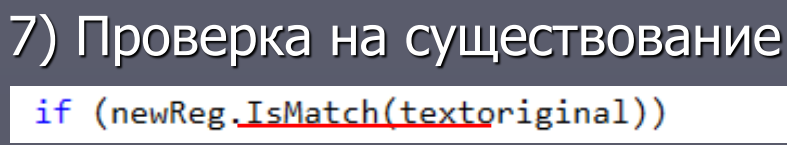 7) Проверка на существование
if (newReg.IsMatch(textoriginal))